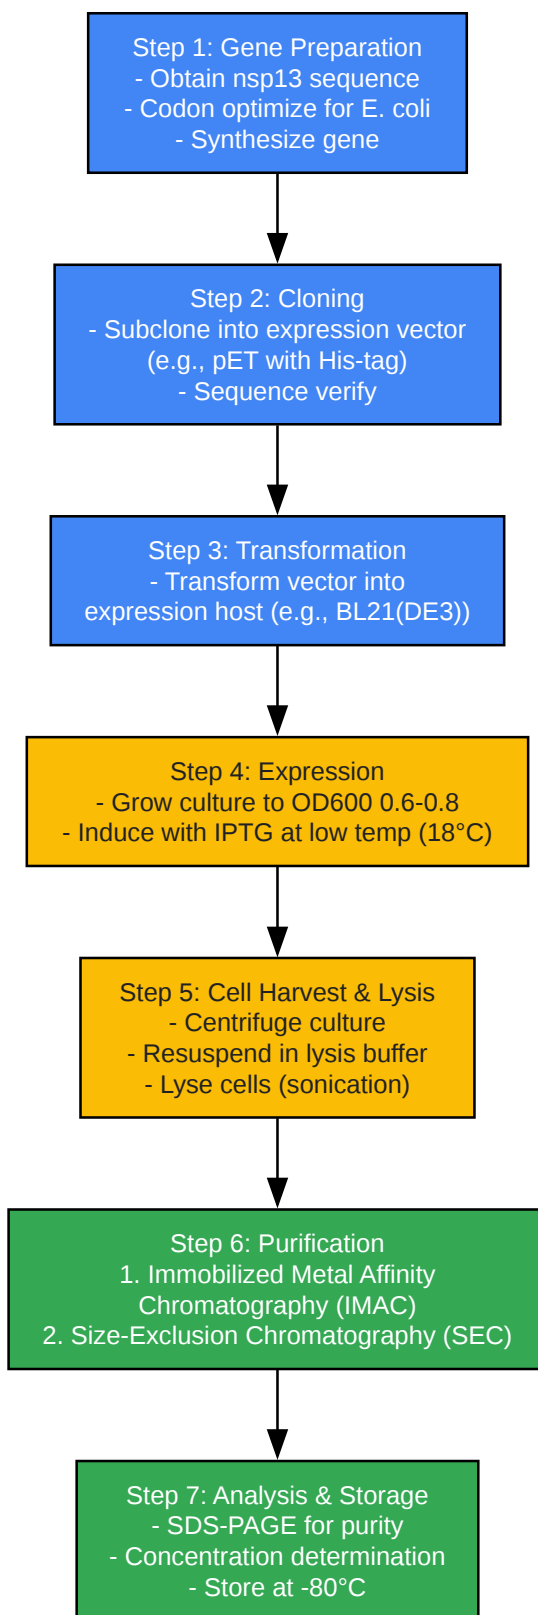 Step 1: Gene Preparation
- Obtain nsp13 sequence
- Codon optimize for E. coli
- Synthesize gene
Step 2: Cloning
- Subclone into expression vector
(e.g., pET with His-tag)
- Sequence verify
Step 3: Transformation
- Transform vector into
expression host (e.g., BL21(DE3))
Step 4: Expression
- Grow culture to OD600 0.6-0.8
- Induce with IPTG at low temp (18°C)
Step 5: Cell Harvest & Lysis
- Centrifuge culture
- Resuspend in lysis buffer
- Lyse cells (sonication)
Step 6: Purification
1. Immobilized Metal Affinity
Chromatography (IMAC)
2. Size-Exclusion Chromatography (SEC)
Step 7: Analysis & Storage
- SDS-PAGE for purity
- Concentration determination
- Store at -80°C